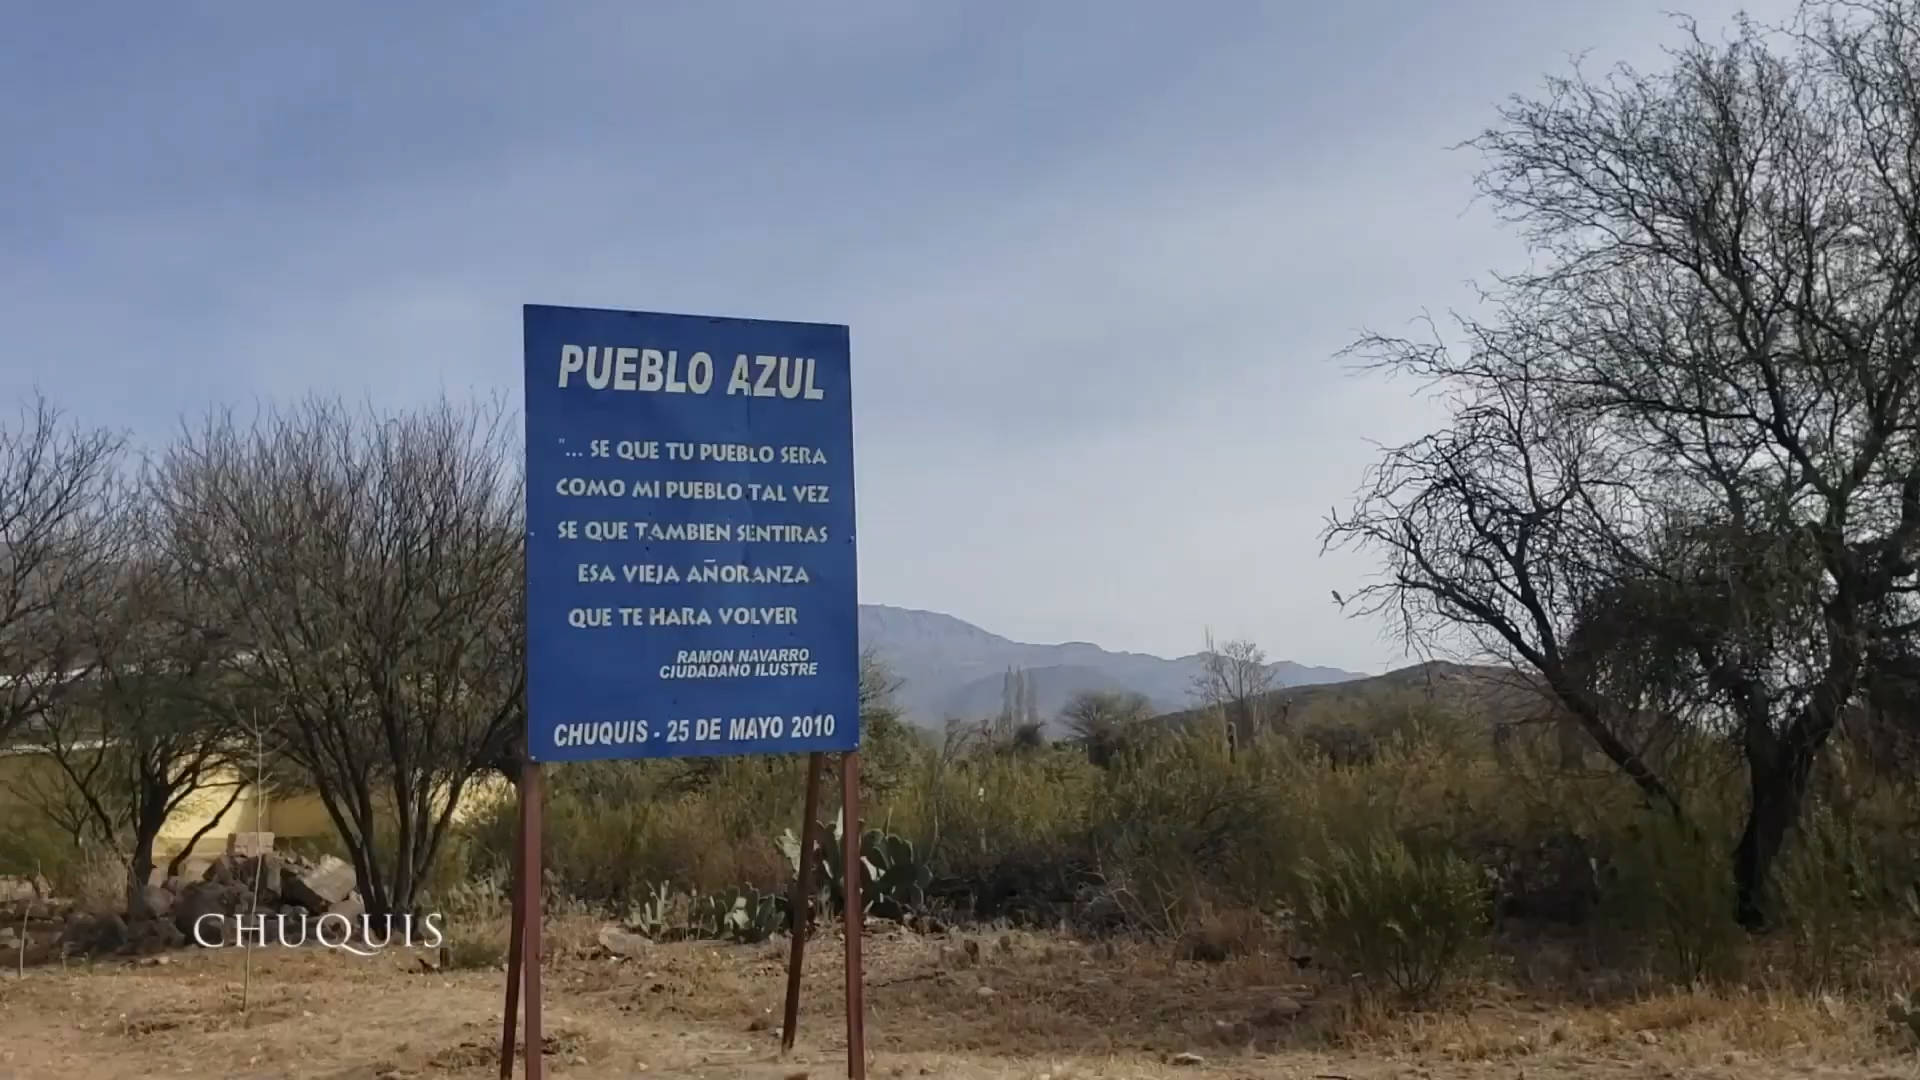 PUEBLO AZUL
"... SE QUE TU PUEBLO SERA
COMO MI PUEBLO TAL VEZ
SE QUE TAMBIEN SENTIRAS
ESA VIEJA AÑORANZA
QUE TE HARA VOLVER
RAMON NAVARRO
CIUDADANO ILUSTRE
CHUQUIS - 25 DE MAYO 2010
CHUQUIS